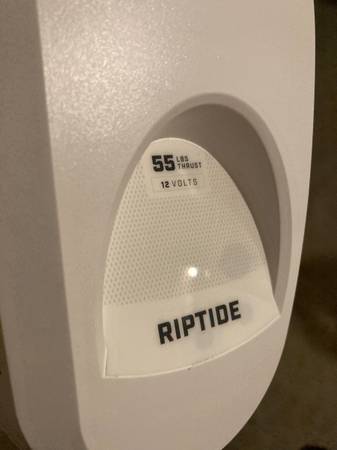 55 LBS THRUST
12 VOLTS
RIPTIDE